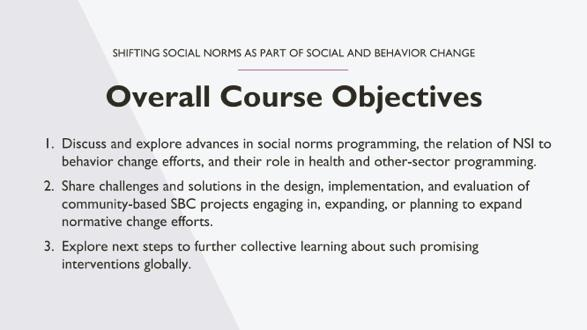 SHIFTING SOCIAL NORMS AS PART OF SOCIAL AND BEHAVIOR CHANGE
Overall Course Objectives
1. Discuss and explore advances in social norms programming, the relation of NSI to
behavior change efforts, and their role in health and other-sector programming.
2. Share challenges and solutions in the design, implementation, and evaluation of
community-based SBC projects engaging in, expanding, or planning to expand
normative change efforts.
3. Explore next steps to further collective learning about such promising
interventions globally.